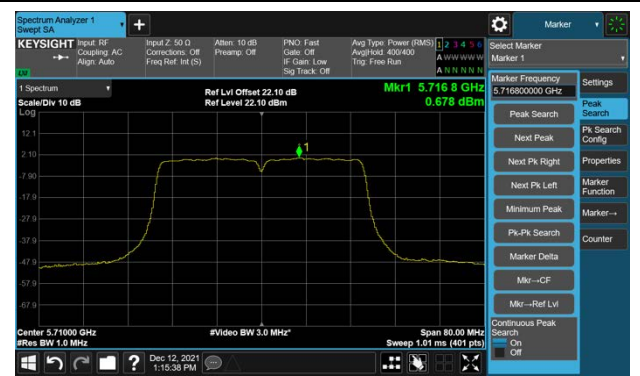 Spectrum Analyzer 1
Swept SA
+
Marker
KEYSIGHT
Input: RF
Coupling: AC
Align: Auto
Input Z: 50 Ω
Corrections: Off
Freq Ref: Int (S)
Atten: 10 dB
Preamp: Off
PNO: Fast
Gate: Off
IF Gain: Low
Sig Track: Off
Avg Type: Power (RMS)
Avg|Hold: 400/400
Trig: Free Run
1 2 3 4 5 6
A W W W W W
A N N N N N
Select Marker
Marker 1
1 Spectrum
Scale/Div 10 dB
Log
Ref Lvl Offset 22.10 dB
Ref Level 22.10 dBm
Mkr1 5.716 8 GHz
0.678 dBm
1
12.1
2.10
-7.90
-17.9
-27.9
-37.9
-47.9
-57.9
-67.9
Center 5.71000 GHz
#Res BW 1.0 MHz
#Video BW 3.0 MHz*
Span 80.00 MHz
Sweep 1.01 ms (401 pts)
Marker Frequency
5.716800000 GHz
Peak Search
Next Peak
Next Pk Right
Next Pk Left
Minimum Peak
Pk-Pk Search
Marker Delta
Mkr→CF
Mkr→Ref Lvl
Continuous Peak
Search
On
Off
Settings
Peak
Search
Pk Search
Config
Properties
Marker
Function
Marker→
Counter
?
Dec 12, 2021
1:15:38 PM